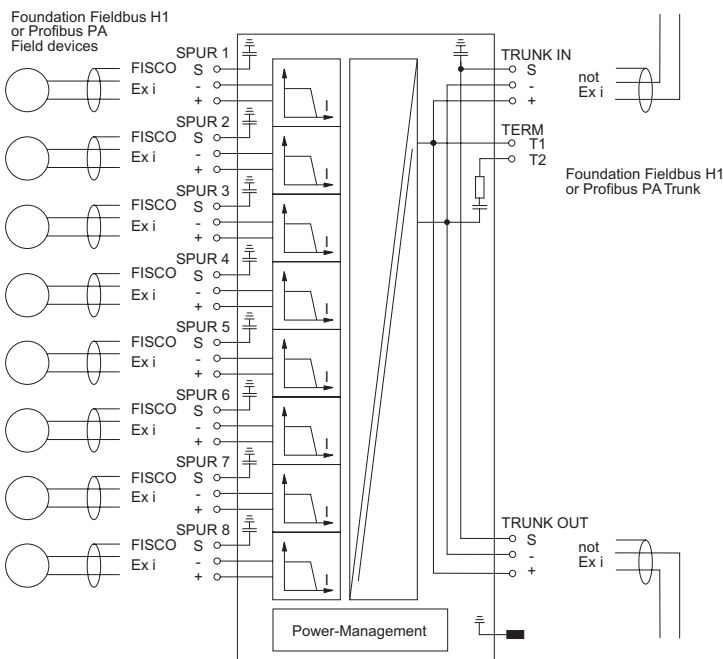 Foundation Fieldbus H1
or Profibus PA
Field devices
SPUR 1
FISCO S
Ex i -
+
I
SPUR 2
FISCO S
Ex i -
+
I
SPUR 3
FISCO S
Ex i -
+
I
SPUR 4
FISCO S
Ex i -
+
I
SPUR 5
FISCO S
Ex i -
+
I
SPUR 6
FISCO S
Ex i -
+
I
SPUR 7
FISCO S
Ex i -
+
I
SPUR 8
FISCO S
Ex i -
+
I
Power-Management
TRUNK IN
S
-
+
not
Ex i
TERM
T1
T2
Foundation Fieldbus H1
or Profibus PA Trunk
TRUNK OUT
S
-
+
not
Ex i